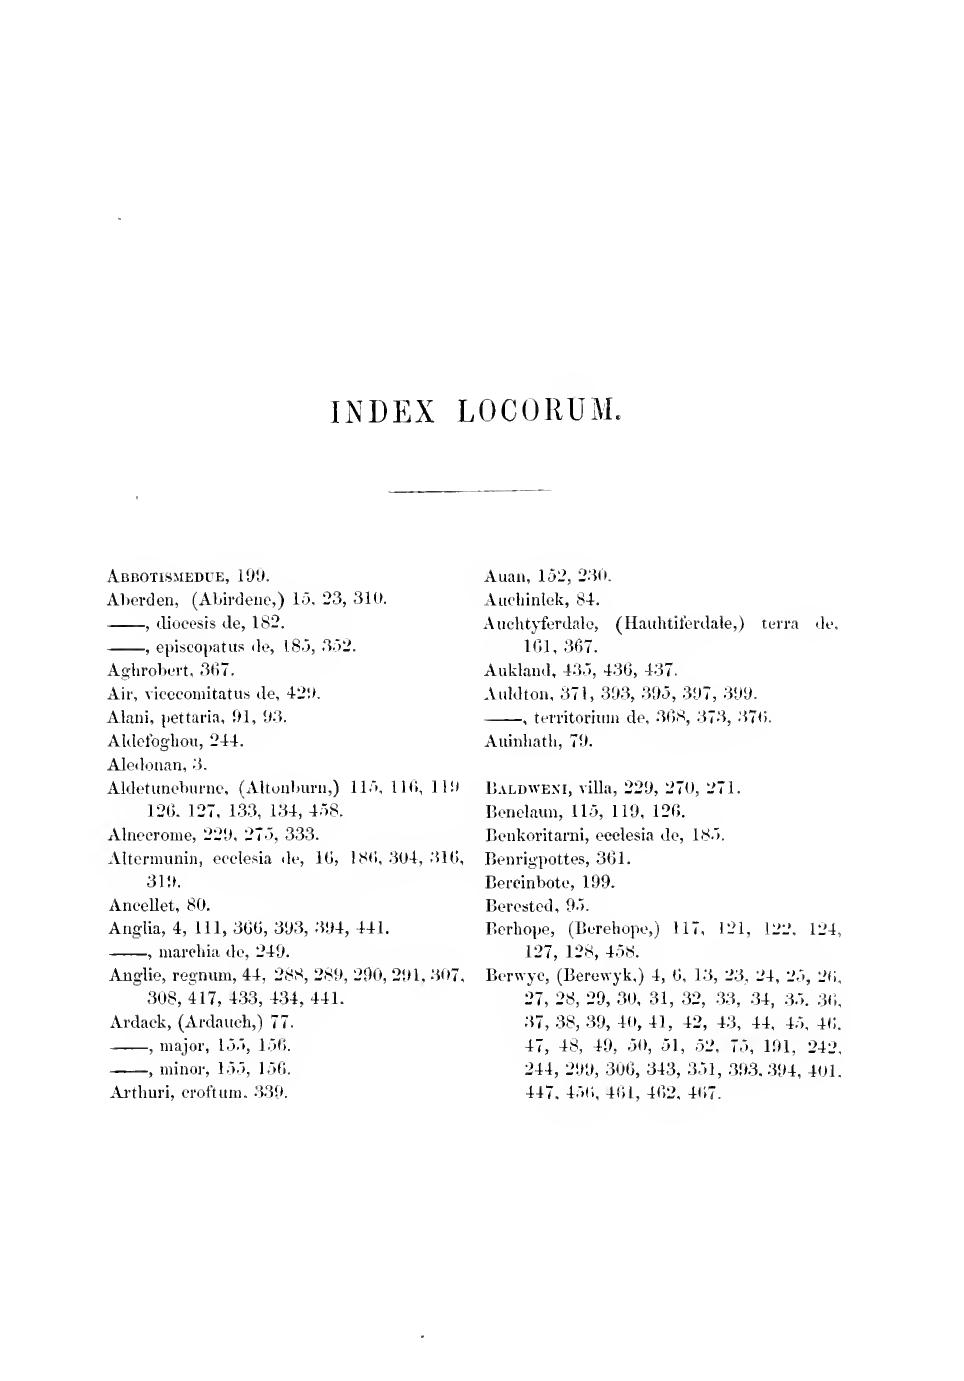 INDEX LOCORUM.
ABBOTISMEDUE, 199.
Aberden, (Abirdene,) 15, 23, 310.
——, diocesis de, 182.
——, episcopatus de, 185, 352.
Aghrobert, 367.
Air, vicecomitatus de, 429.
Alani, pettaria, 91, 93.
Aldefoghou, 244.
Aledonan, 3.
Aldetuneburne, (Altonburn,) 115, 116, 119
126, 127, 133, 134, 458.
Alnecrome, 229, 275, 333.
Altermunin, ecclesia de, 16, 186, 304, 316,
319.
Ancellet, 80.
Anglia, 4, 111, 366, 393, 394, 441.
——, marchia de, 249.
Anglie, regnum, 44, 288, 289, 290, 291, 307,
308, 417, 433, 434, 441.
Ardack, (Ardauch,) 77.
——, major, 155, 156.
——, minor, 155, 156.
Arthuri, croftum, 339.
Auan, 152, 230.
Auchinlek, 84.
Auchtyferdale, (Hauhtiferdale,) terra de,
161, 367.
Aukland, 435, 436, 437.
Auldton, 371, 393, 395, 397, 399.
——, territorium de, 368, 373, 376.
Auinhath, 79.
BALDWENI, villa, 229, 270, 271.
Benelaun, 115, 119, 126.
Benkoritarni, ecclesia de, 185.
Benrigpottes, 361.
Bereinbote, 199.
Berested, 95.
Berhope, (Berehope,) 117, 121, 122, 124,
127, 128, 458.
Berwyc, (Berewyk,) 4, 6, 13, 23, 24, 25, 26,
27, 28, 29, 30, 31, 32, 33, 34, 35, 36,
37, 38, 39, 40, 41, 42, 43, 44, 45, 46,
47, 48, 49, 50, 51, 52, 75, 191, 242,
244, 299, 306, 343, 351, 393, 394, 401,
447, 456, 461, 462, 467.